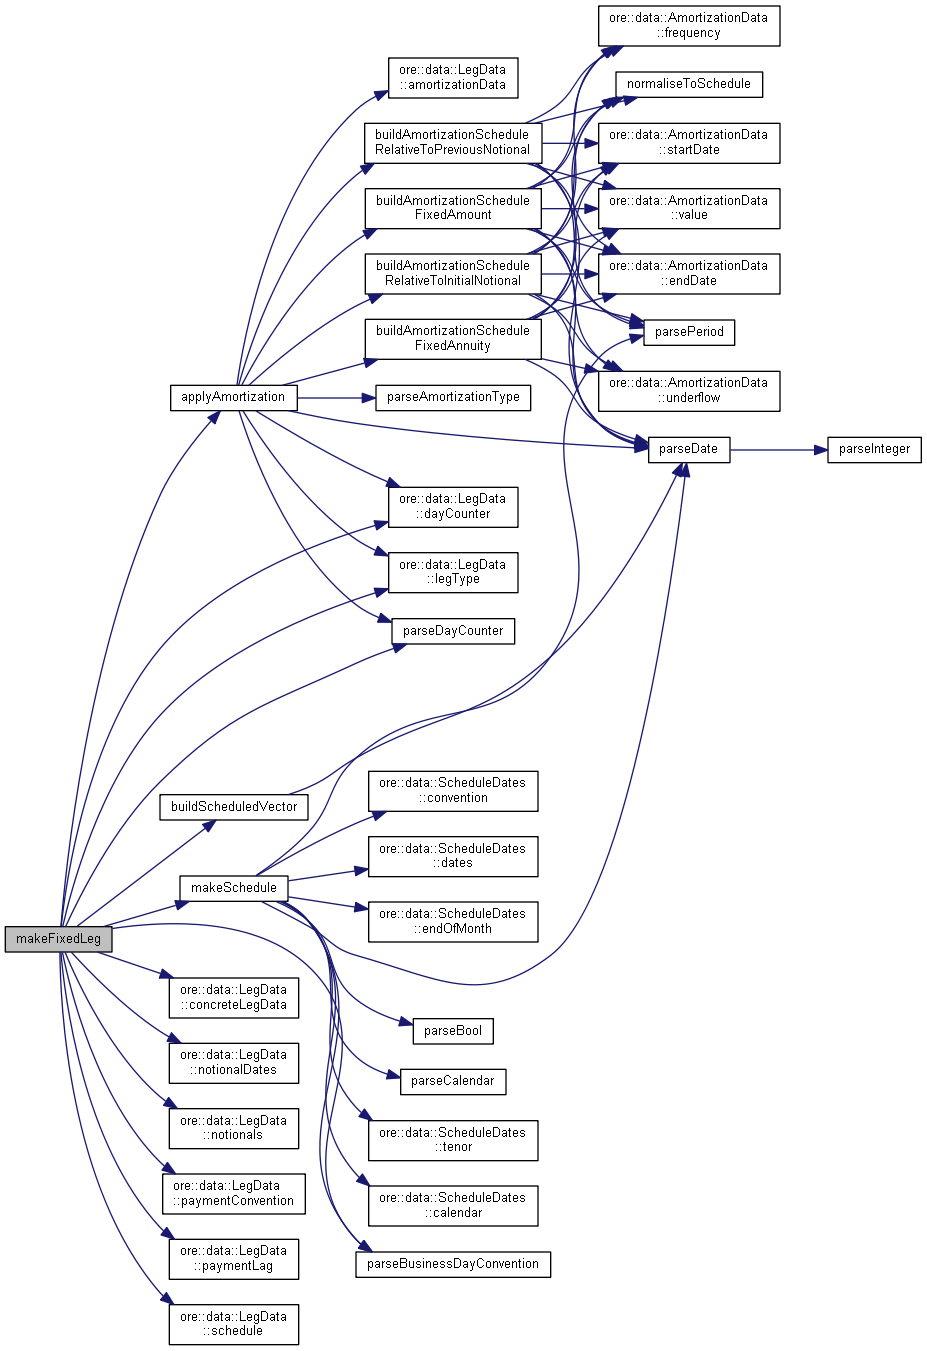 ore::data::AmortizationData
::frequency
ore::data::LegData
::amortizationData
normaliseToSchedule
buildAmortizationSchedule
RelativeToPreviousNotional
ore::data::AmortizationData
::startDate
buildAmortizationSchedule
FixedAmount
ore::data::AmortizationData
::value
buildAmortizationSchedule
RelativeToInitialNotional
ore::data::AmortizationData
::endDate
buildAmortizationSchedule
FixedAnnuity
parsePeriod
applyAmortization
parseAmortizationType
ore::data::AmortizationData
::underflow
parseDate
parseInteger
ore::data::LegData
::dayCounter
ore::data::LegData
::legType
parseDayCounter
buildScheduledVector
ore::data::ScheduleDates
::convention
ore::data::ScheduleDates
::dates
makeSchedule
ore::data::ScheduleDates
::endOfMonth
makeFixedLeg
ore::data::LegData
::concreteLegData
parseBool
ore::data::LegData
::notionalDates
parseCalendar
ore::data::LegData
::notionals
ore::data::ScheduleDates
::tenor
ore::data::LegData
::paymentConvention
ore::data::ScheduleDates
::calendar
ore::data::LegData
::paymentLag
parseBusinessDayConvention
ore::data::LegData
::schedule